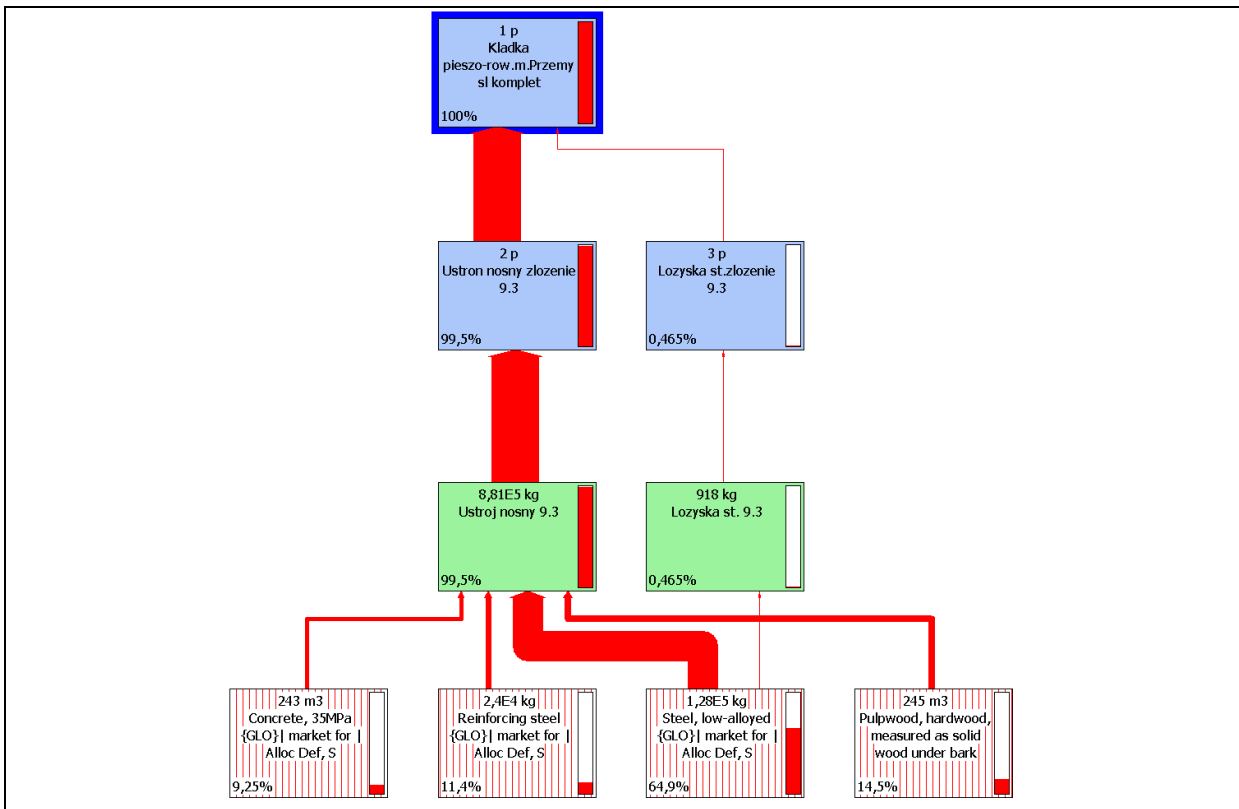 1 p
Kladka
pieszo-row.m.Przemy
sl komplet
100%
2 p
Ustron nosny zlozenie
9.3
99,5%
3 p
Lozyska st.zlozenie
9.3
0,465%
8,81E5 kg
Ustroj nosny 9.3
99,5%
918 kg
Lozyska st. 9.3
0,465%
243 m3
Concrete, 35MPa
{GLO}| market for |
Alloc Def, S
9,25%
2,4E4 kg
Reinforcing steel
{GLO}| market for |
Alloc Def, S
11,4%
1,28E5 kg
Steel, low-alloyed
{GLO}| market for |
Alloc Def, S
64,9%
245 m3
Pulpwood, hardwood,
measured as solid
wood under bark
14,5%